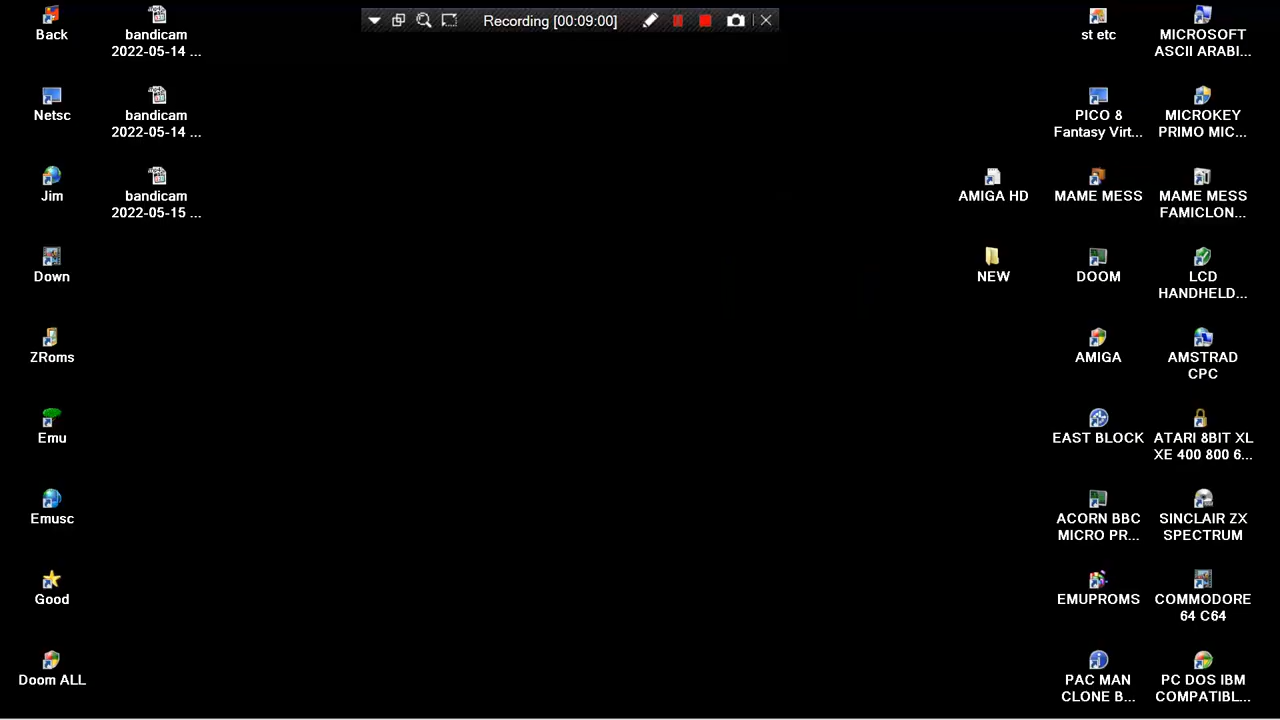 Recording [00:09:00]
Back
bandicam
2022-05-14 ...
st etc
MICROSOFT
ASCII ARABI...
Netsc
bandicam
2022-05-14 ...
PICO 8
Fantasy Virt...
MICROKEY
PRIMO MIC...
Jim
bandicam
2022-05-15 ...
AMIGA HD
MAME MESS
MAME MESS
FAMICLON...
Down
NEW
DOOM
LCD
HANDHELD...
ZRoms
AMIGA
AMSTRAD
CPC
Emu
EAST BLOCK
ATARI 8BIT XL
XE 400 800 6...
Emusc
ACORN BBC
MICRO PR...
SINCLAIR ZX
SPECTRUM
Good
EMUPROMS
COMMODORE
64 C64
Doom ALL
PAC MAN
CLONE B...
PC DOS IBM
COMPATIBL...